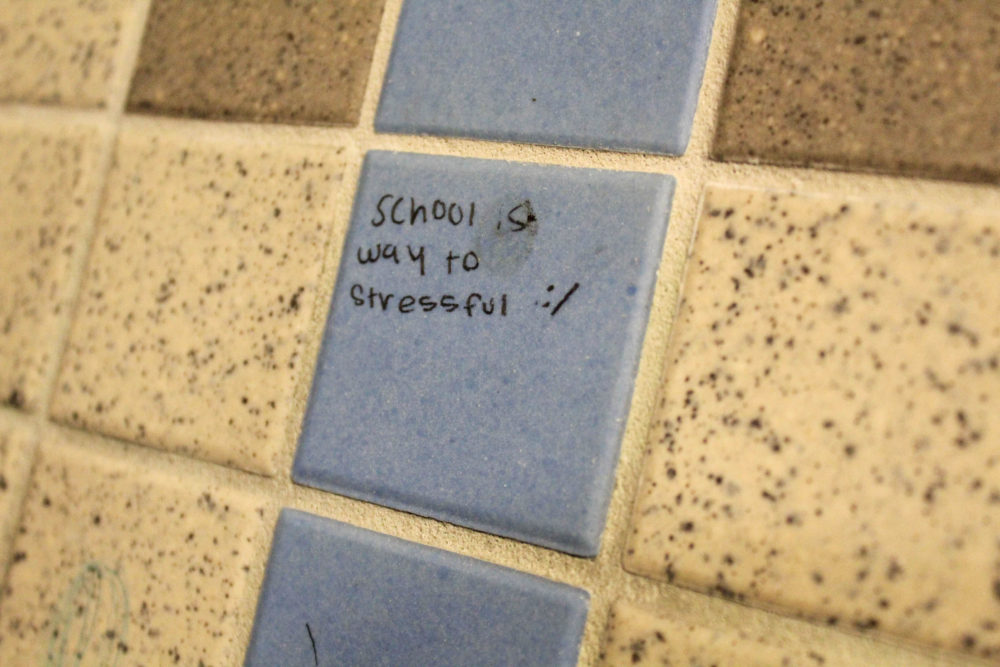 School is
way to
stressful :/